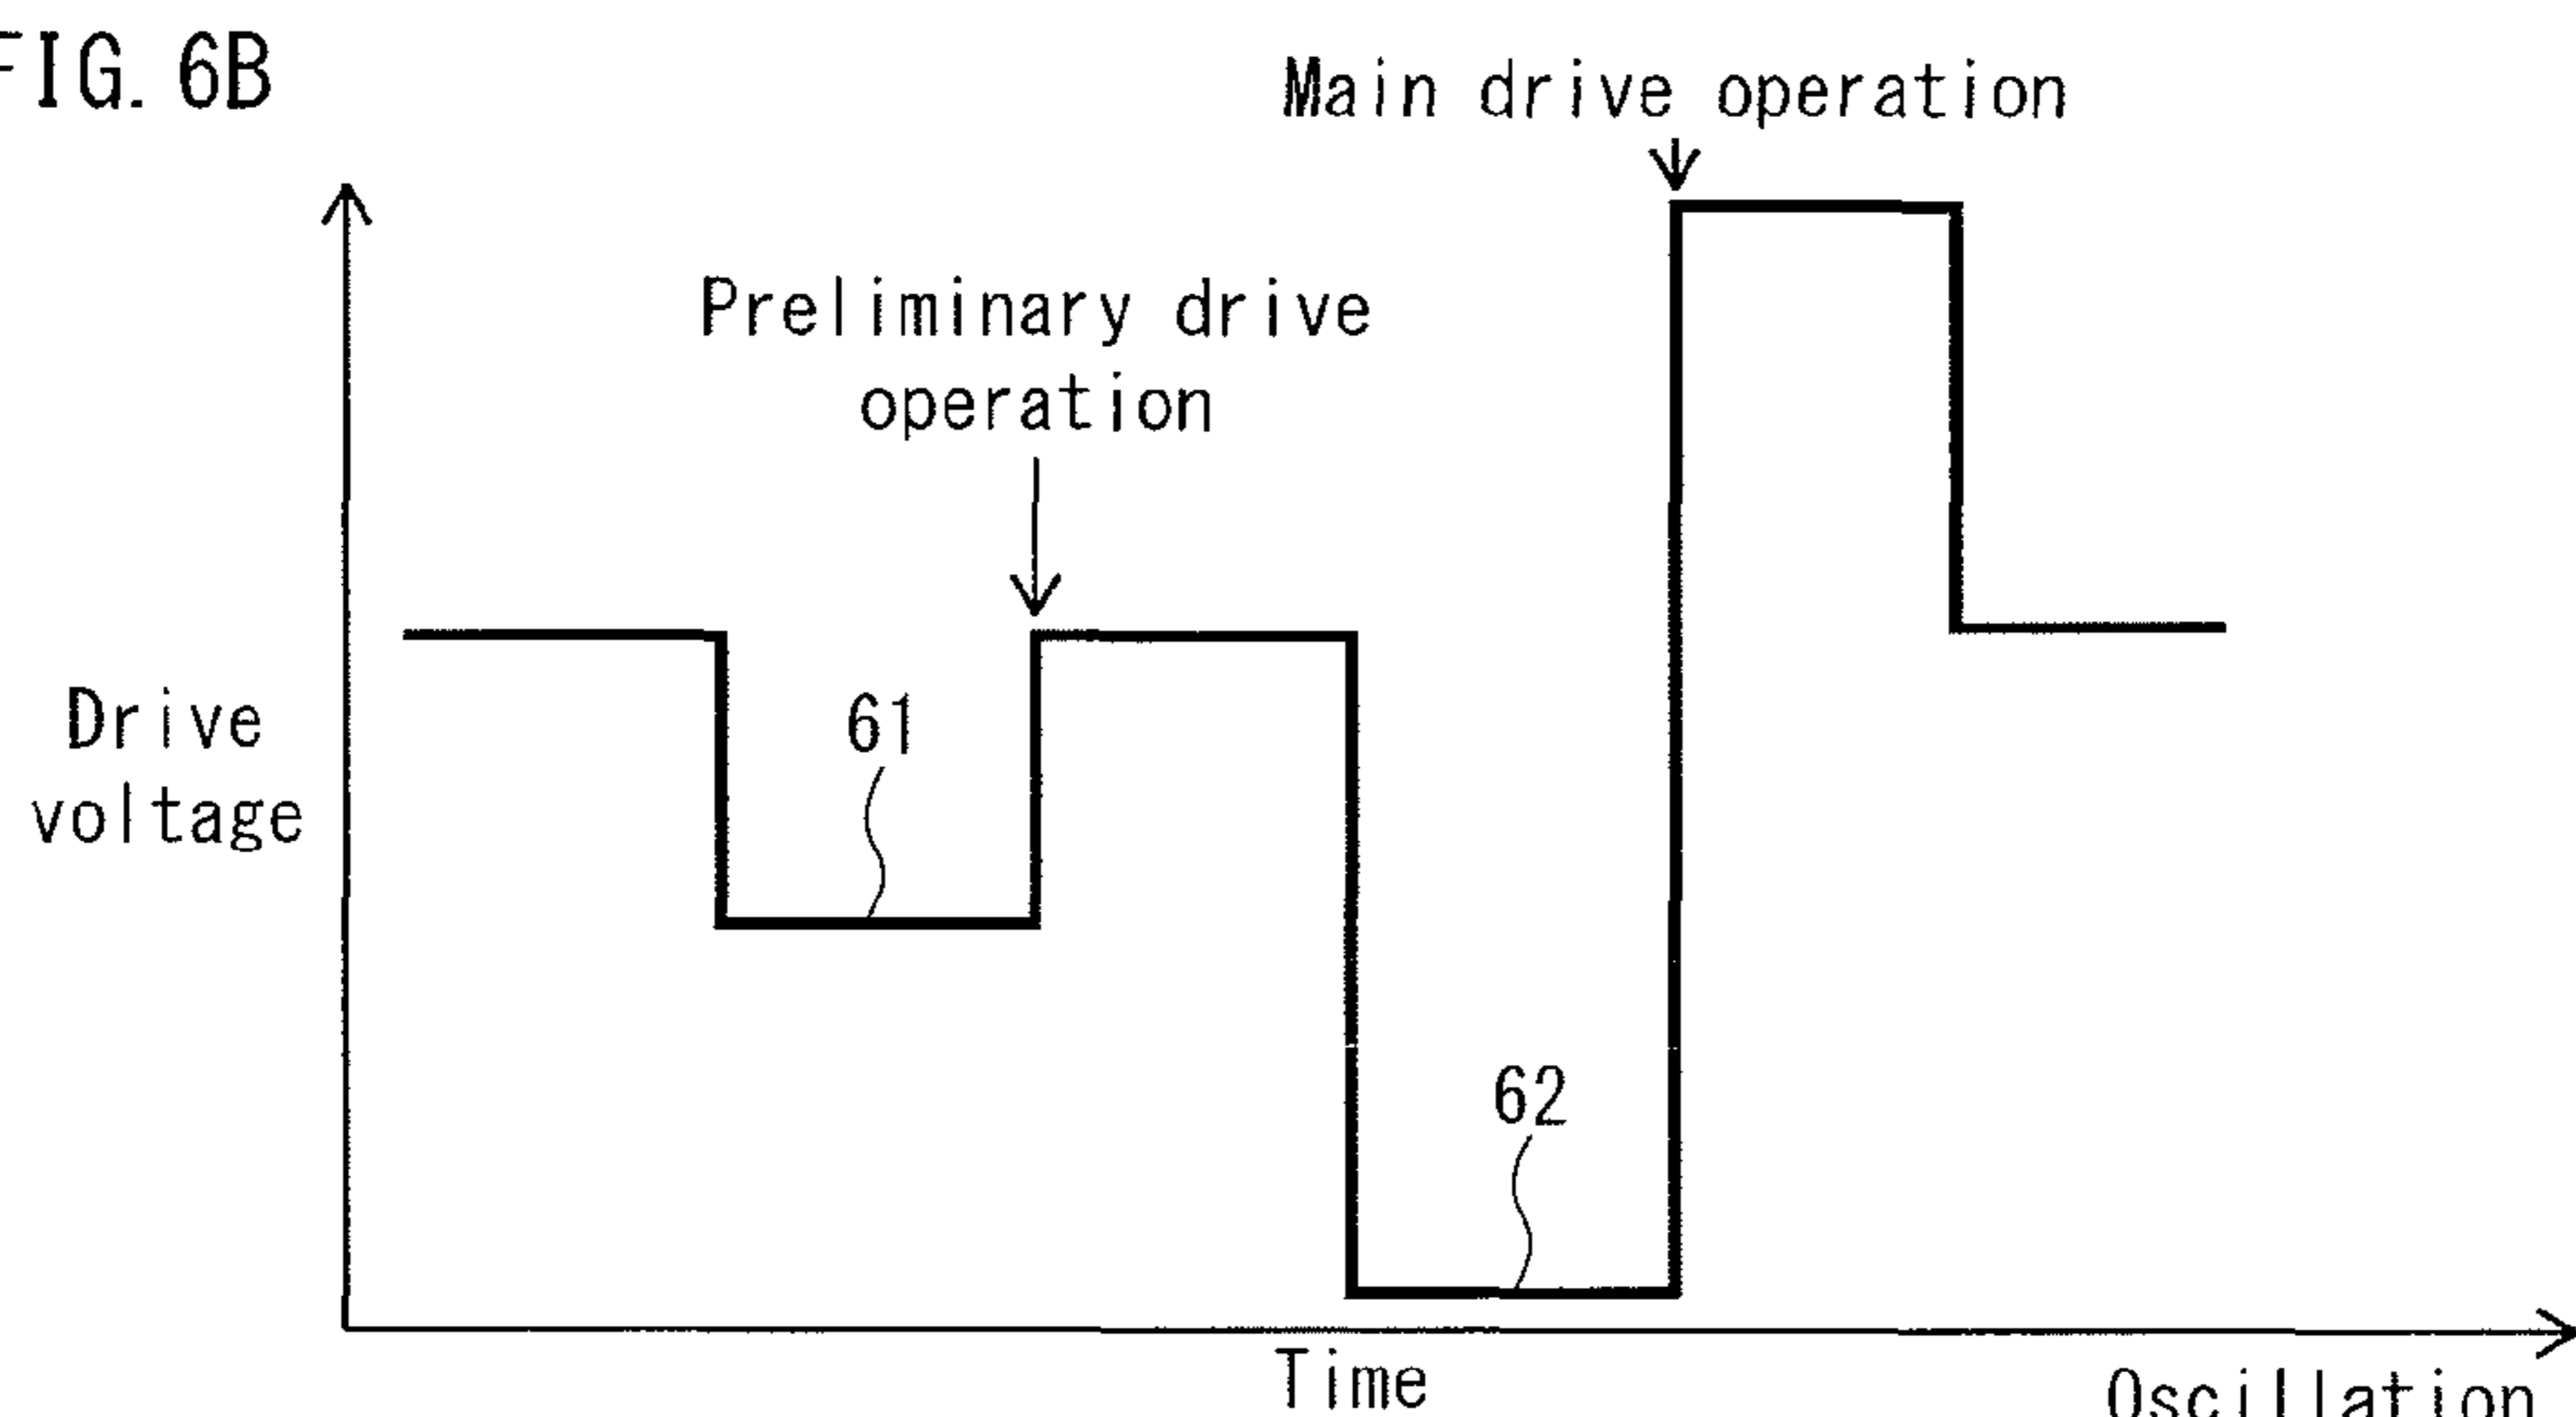 FIG. 6B
Main drive operation
Preliminary drive
operation
61
Drive
voltage
62
Time
Oscillation